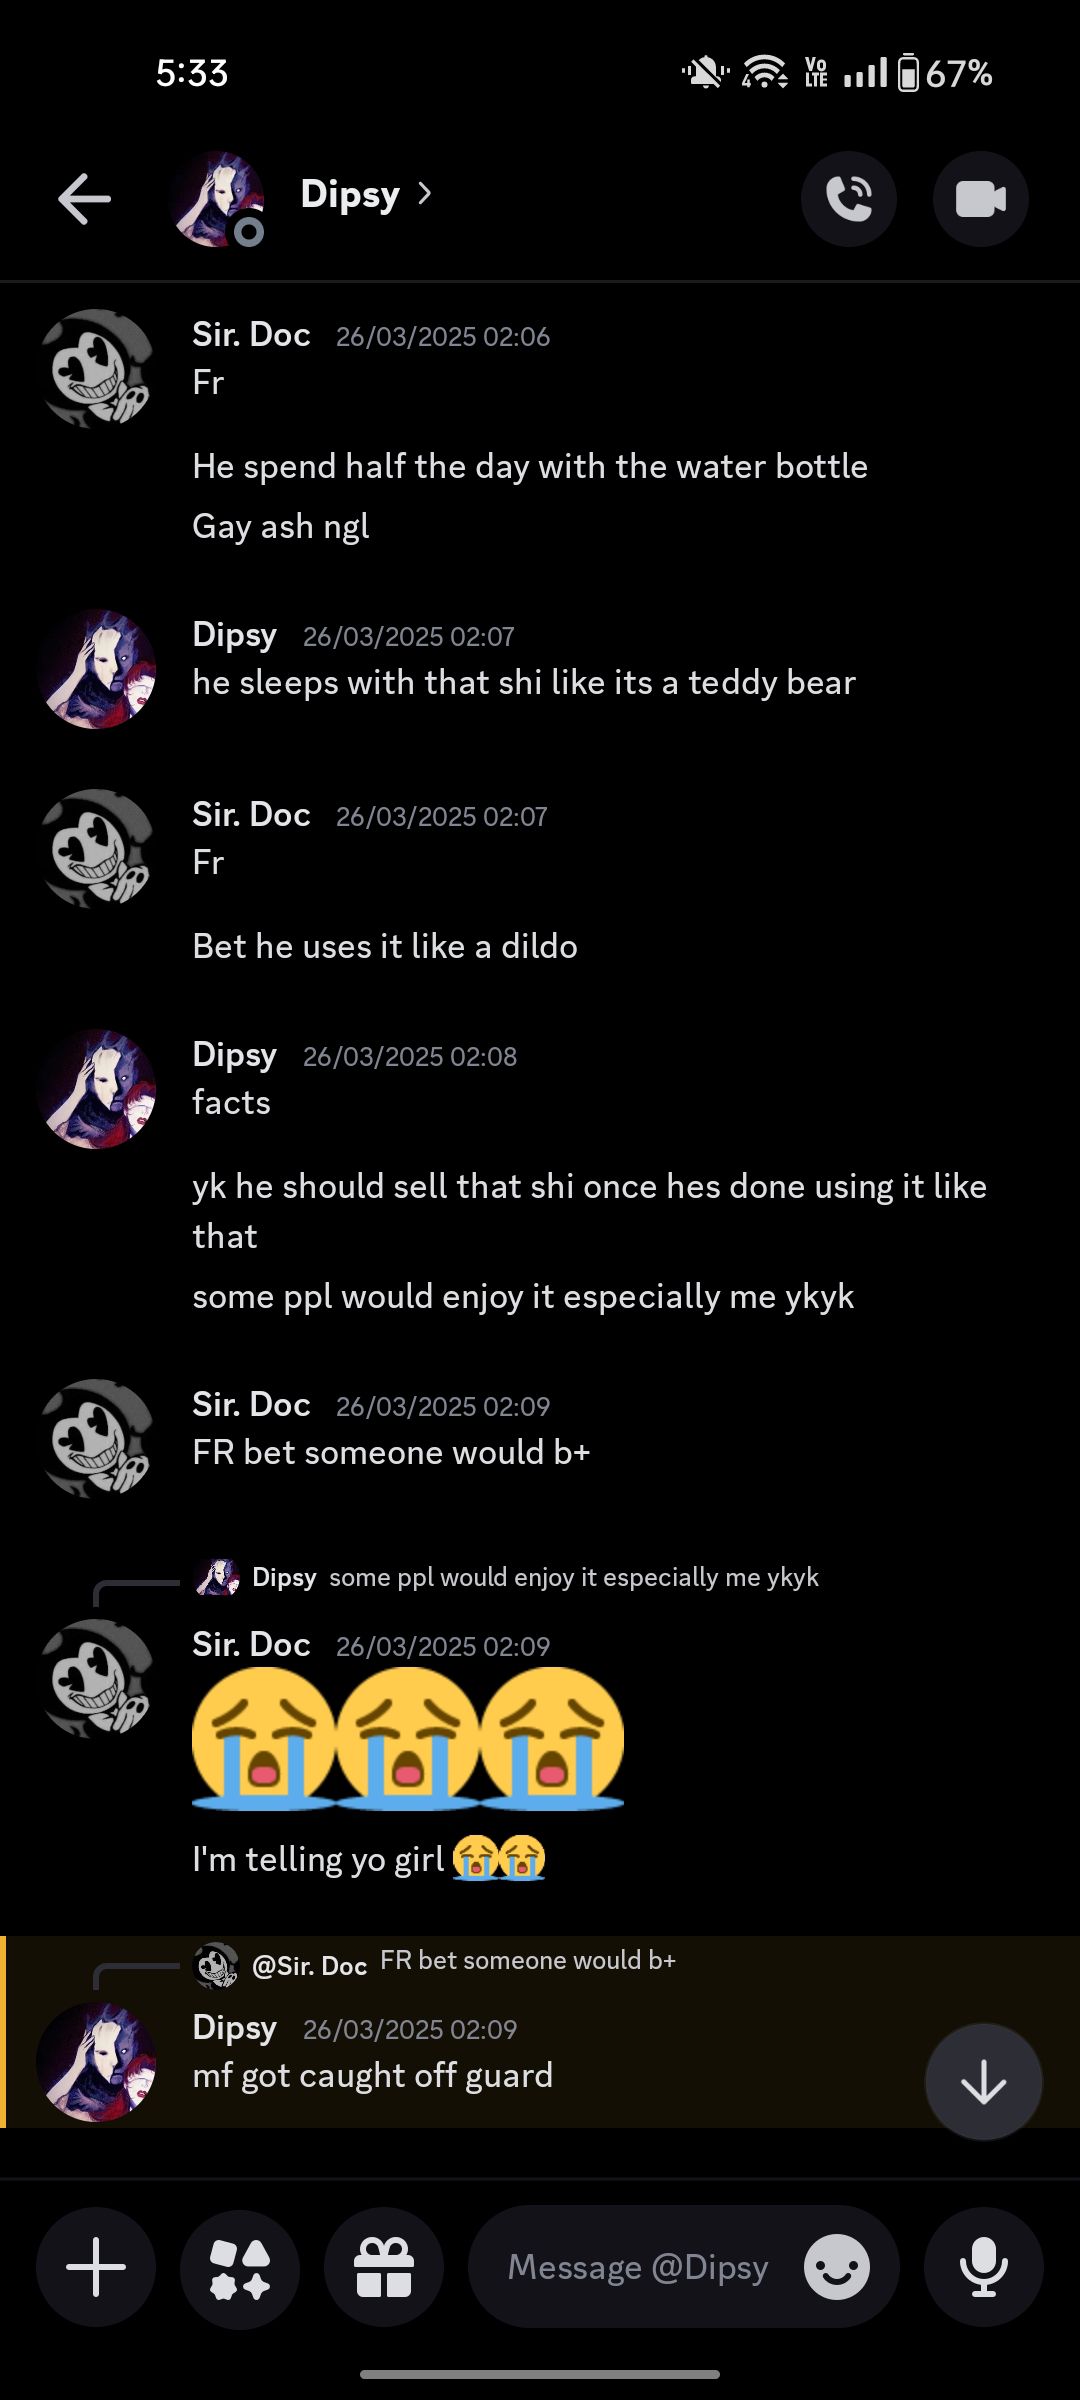 5:33
4 Vo LTE 67%
Dipsy
Sir. Doc 26/03/2025 02:06
Fr
He spend half the day with the water bottle
Gay ash ngl
Dipsy 26/03/2025 02:07
he sleeps with that shi like its a teddy bear
Sir. Doc 26/03/2025 02:07
Fr
Bet he uses it like a dildo
Dipsy 26/03/2025 02:08
facts
yk he should sell that shi once hes done using it like
that
some ppl would enjoy it especially me ykyk
Sir. Doc 26/03/2025 02:09
FR bet someone would b+
Dipsy some ppl would enjoy it especially me ykyk
Sir. Doc 26/03/2025 02:09
😭😭😭
I'm telling yo girl 😭😭
@Sir. Doc FR bet someone would b+
Dipsy 26/03/2025 02:09
mf got caught off guard
Message @Dipsy